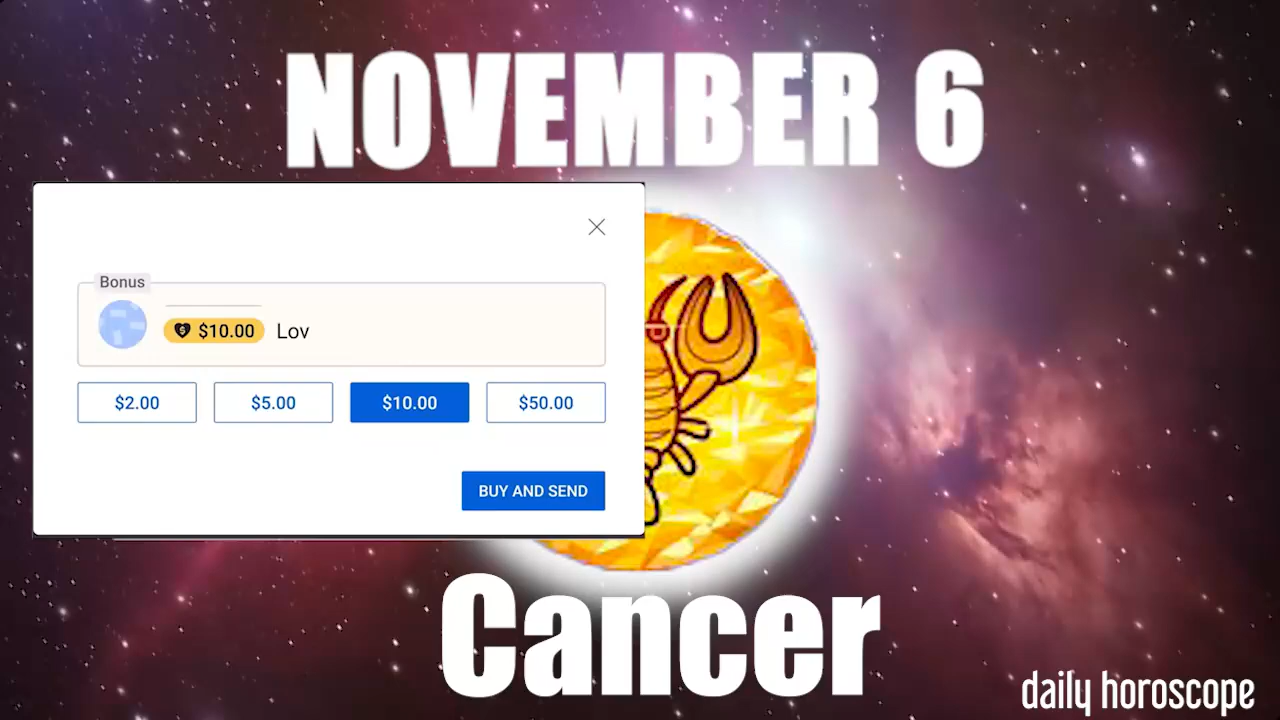 NOVEMBER 6
Bonus
$10.00 Lov
$2.00 $5.00 $10.00 $50.00
BUY AND SEND
Cancer
daily horoscope